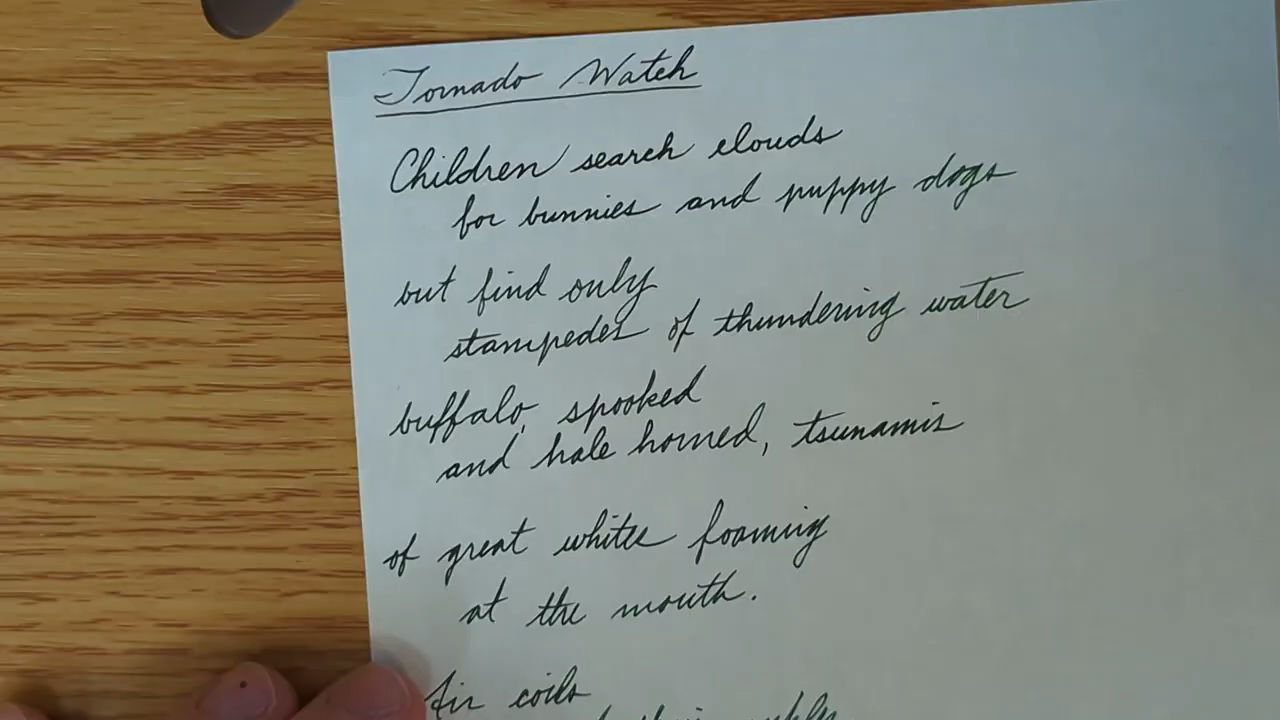 Tornado Watch
Children search clouds
for bunnies and puppy dogs
but find only
stampedes of thundering water
buffalo, spooked
and hale horned, tsunamis
of great whites foaming
at the mouth.
Air coils